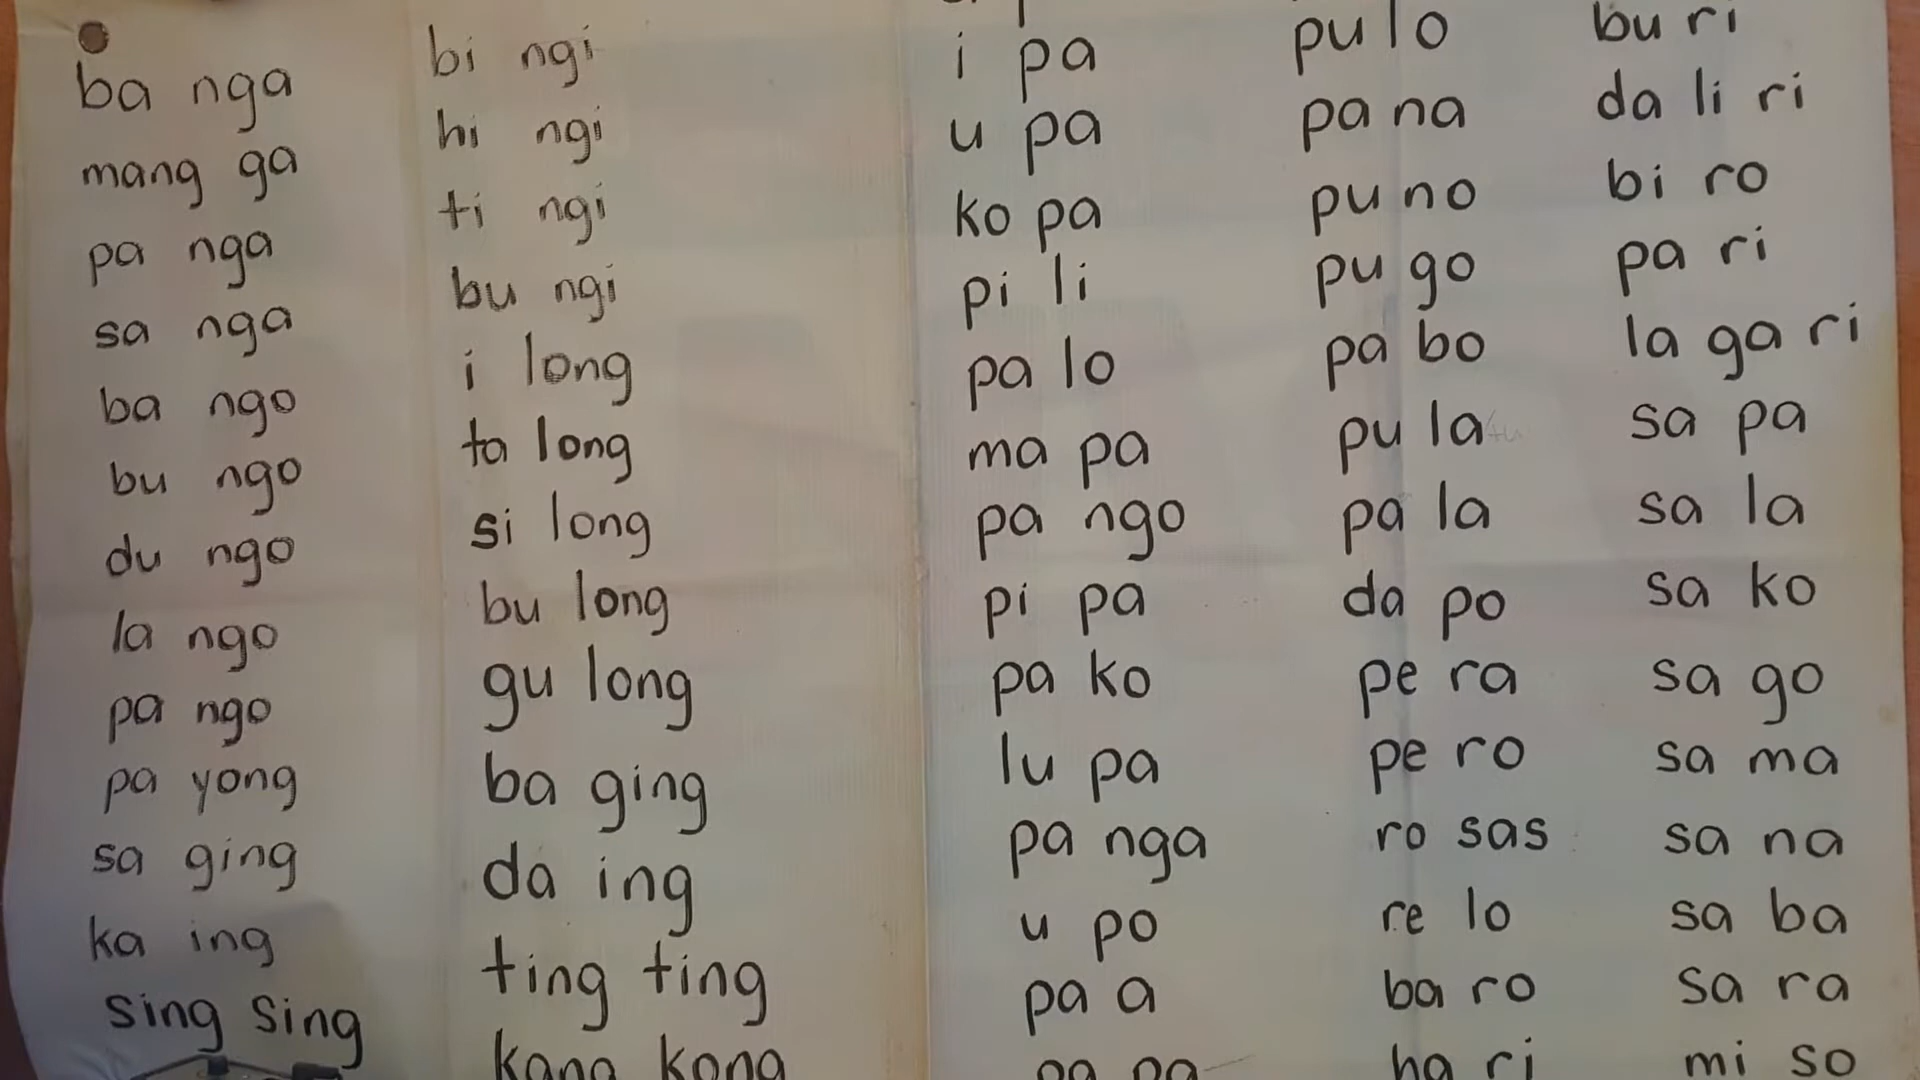 ba nga
mang ga
pa nga
sa nga
ba ngo
bu ngo
du ngo
la ngo
pa ngo
pa yong
sa ging
ka ing
sing sing
bi ngi
hi ngi
ti ngi
bu ngi
i long
ta long
si long
bu long
gu long
ba ging
da ing
ting ting
kang kong
i pa
u pa
ko pa
pi li
pa lo
ma pa
pa ngo
pi pa
pa ko
lu pa
pa nga
u po
pa a
pu lo
pa na
pu no
pu go
pa bo
pu la
pa la
da po
pe ra
pe ro
ro sas
re lo
ba ro
ha ri
bu ri
da li ri
bi ro
pa ri
la ga ri
sa pa
sa la
sa ko
sa go
sa ma
sa na
sa ba
sa ra
mi so